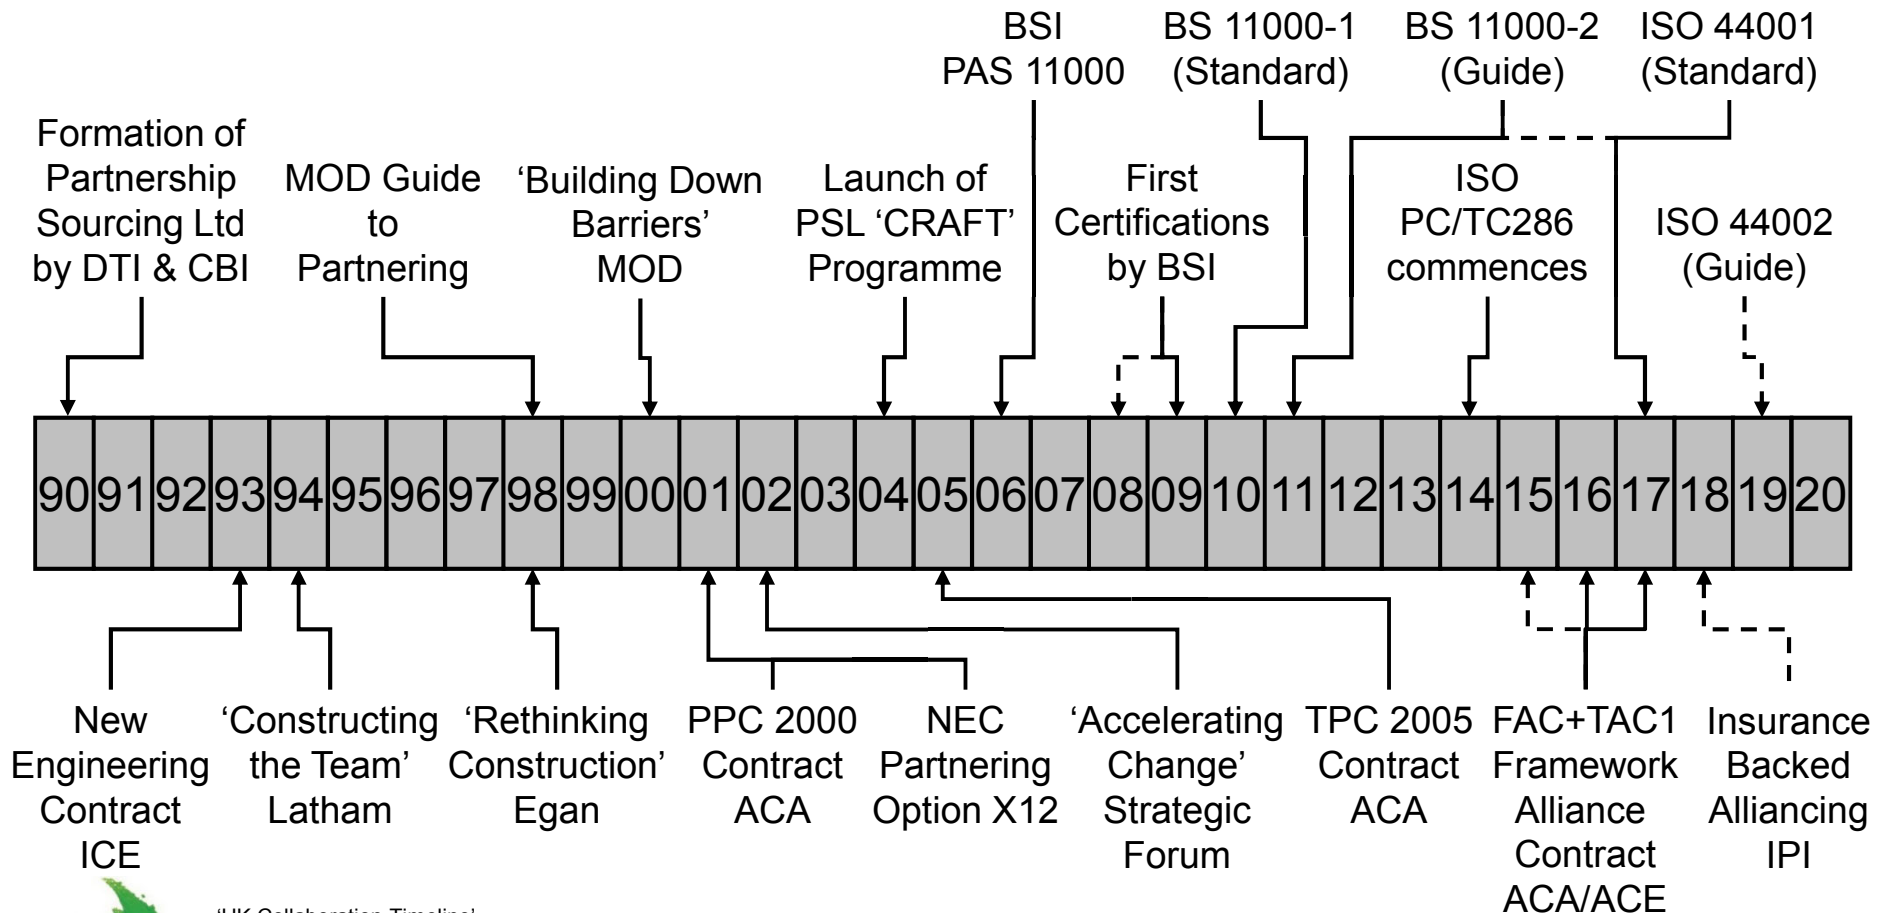 BSI
PAS 11000
BS 11000-1
(Standard)
BS 11000-2
(Guide)
ISO 44001
(Standard)
Formation of
Partnership
Sourcing Ltd
by DTI & CBI
MOD Guide
to
Partnering
‘Building Down
Barriers’
MOD
Launch of
PSL ‘CRAFT’
Programme
First
Certifications
by BSI
ISO
PC/TC286
commences
ISO 44002
(Guide)
90 91 92 93 94 95 96 97 98 99 00 01 02 03 04 05 06 07 08 09 10 11 12 13 14 15 16 17 18 19 20
New
Engineering
Contract
ICE
‘Constructing
the Team’
Latham
‘Rethinking
Construction’
Egan
PPC 2000
Contract
ACA
NEC
Partnering
Option X12
‘Accelerating
Change’
Strategic
Forum
TPC 2005
Contract
ACA
FAC+TAC1
Framework
Alliance
Contract
ACA/ACE
Insurance
Backed
Alliancing
IPI
‘UK Collaboration Timeline’